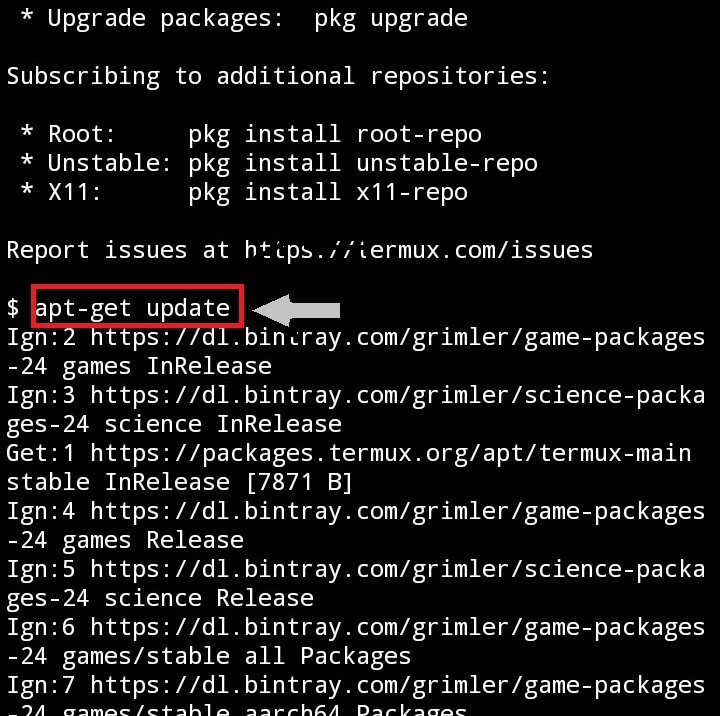 * Upgrade packages:  pkg upgrade
Subscribing to additional repositories:
* Root:     pkg install root-repo
* Unstable: pkg install unstable-repo
* X11:      pkg install x11-repo
Report issues at https://termux.com/issues
$ apt-get update
Ign:2 https://dl.bintray.com/grimler/game-packages
-24 games InRelease
Ign:3 https://dl.bintray.com/grimler/science-packa
ges-24 science InRelease
Get:1 https://packages.termux.org/apt/termux-main
stable InRelease [7871 B]
Ign:4 https://dl.bintray.com/grimler/game-packages
-24 games Release
Ign:5 https://dl.bintray.com/grimler/science-packa
ges-24 science Release
Ign:6 https://dl.bintray.com/grimler/game-packages
-24 games/stable all Packages
Ign:7 https://dl.bintray.com/grimler/game-packages
-24 games/stable aarch64 Packages